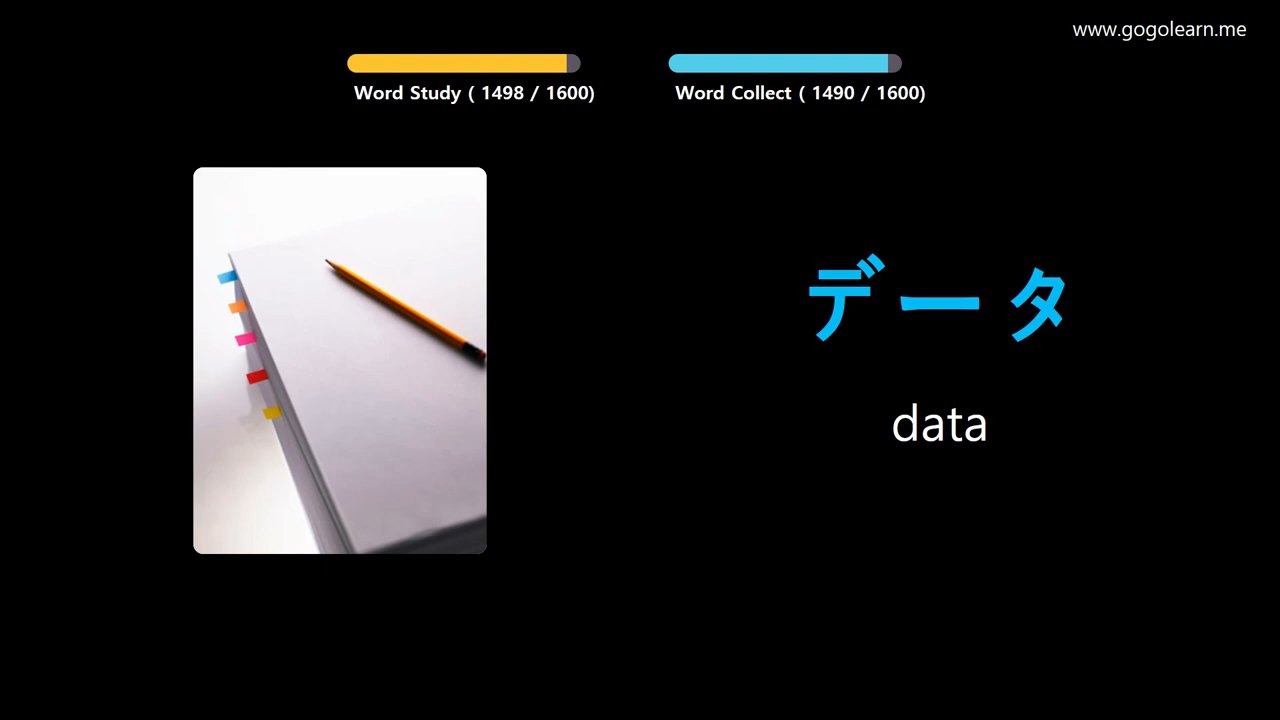 www.gogolearn.me
Word Study ( 1498 / 1600)
Word Collect ( 1490 / 1600)
データ
data